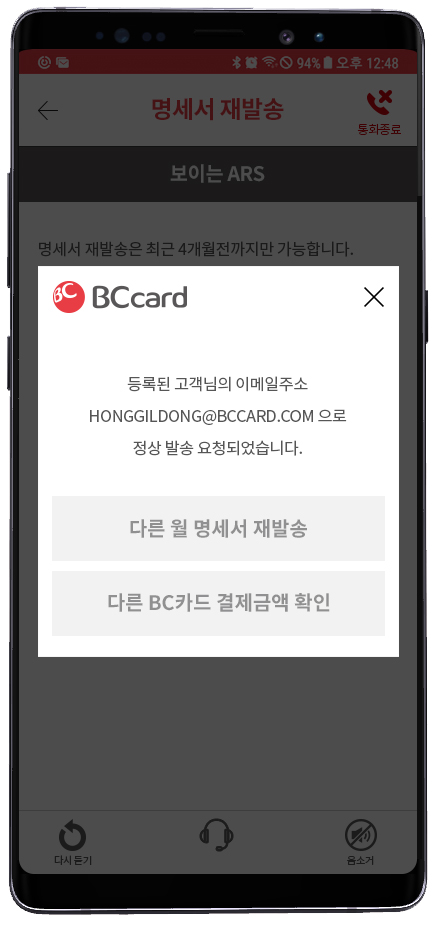 94% 오후 12:48
명세서 재발송
통화종료
보이는 ARS
명세서 재발송은 최근 4개월전까지만 가능합니다.
BC BCcard
등록된 고객님의 이메일주소
HONGGILDONG@BCCARD.COM 으로
정상 발송 요청되었습니다.
다른 월 명세서 재발송
다른 BC카드 결제금액 확인
다시 듣기
음소거